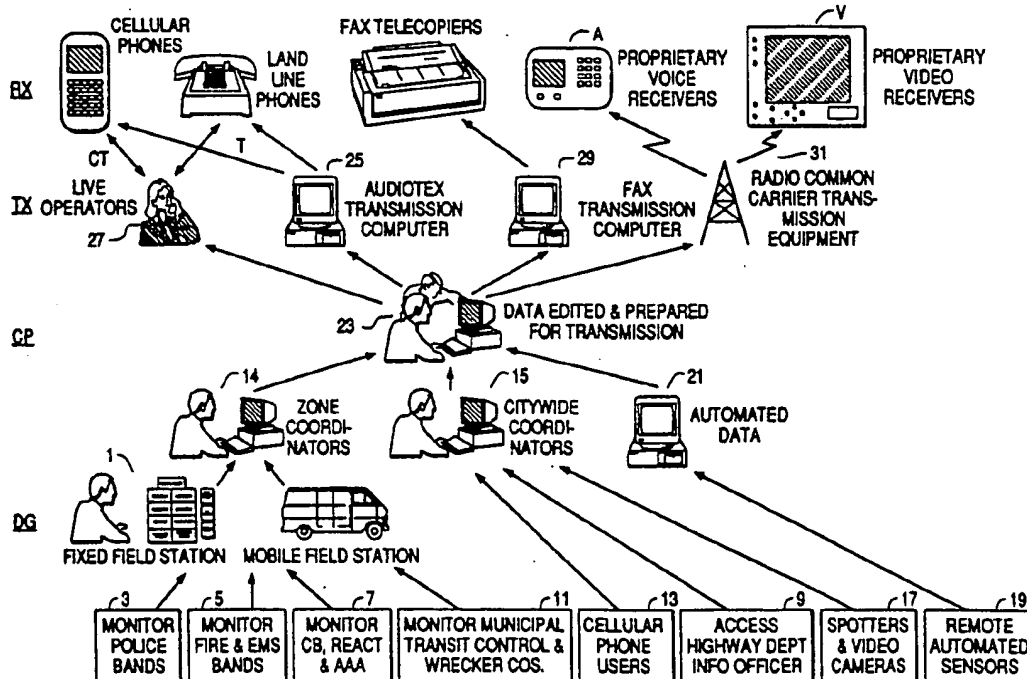 CELLULAR
PHONES
LAND
LINE
PHONES
FAX TELECOPIERS
A
PROPRIETARY
VOICE
RECEIVERS
V
PROPRIETARY
VIDEO
RECEIVERS
RX
CT
T
25
29
31
TX
LIVE
OPERATORS
27
AUDIOTEX
TRANSMISSION
COMPUTER
FAX
TRANSMISSION
COMPUTER
RADIO COMMON
CARRIER TRANS-
MISSION
EQUIPMENT
CP
23
DATA EDITED & PREPARED
FOR TRANSMISSION
14
ZONE
COORDI-
NATORS
15
CITYWIDE
COORDI-
NATORS
21
AUTOMATED
DATA
DG
1
FIXED FIELD STATION
MOBILE FIELD STATION
3
MONITOR
POLICE
BANDS
5
MONITOR
FIRE & EMS
BANDS
7
MONITOR
CB, REACT
& AAA
11
MONITOR MUNICIPAL
TRANSIT CONTROL &
WRECKER COS.
13
CELLULAR
PHONE
USERS
9
ACCESS
HIGHWAY DEPT
INFO OFFICER
17
SPOTTERS
& VIDEO
CAMERAS
19
REMOTE
AUTOMATED
SENSORS